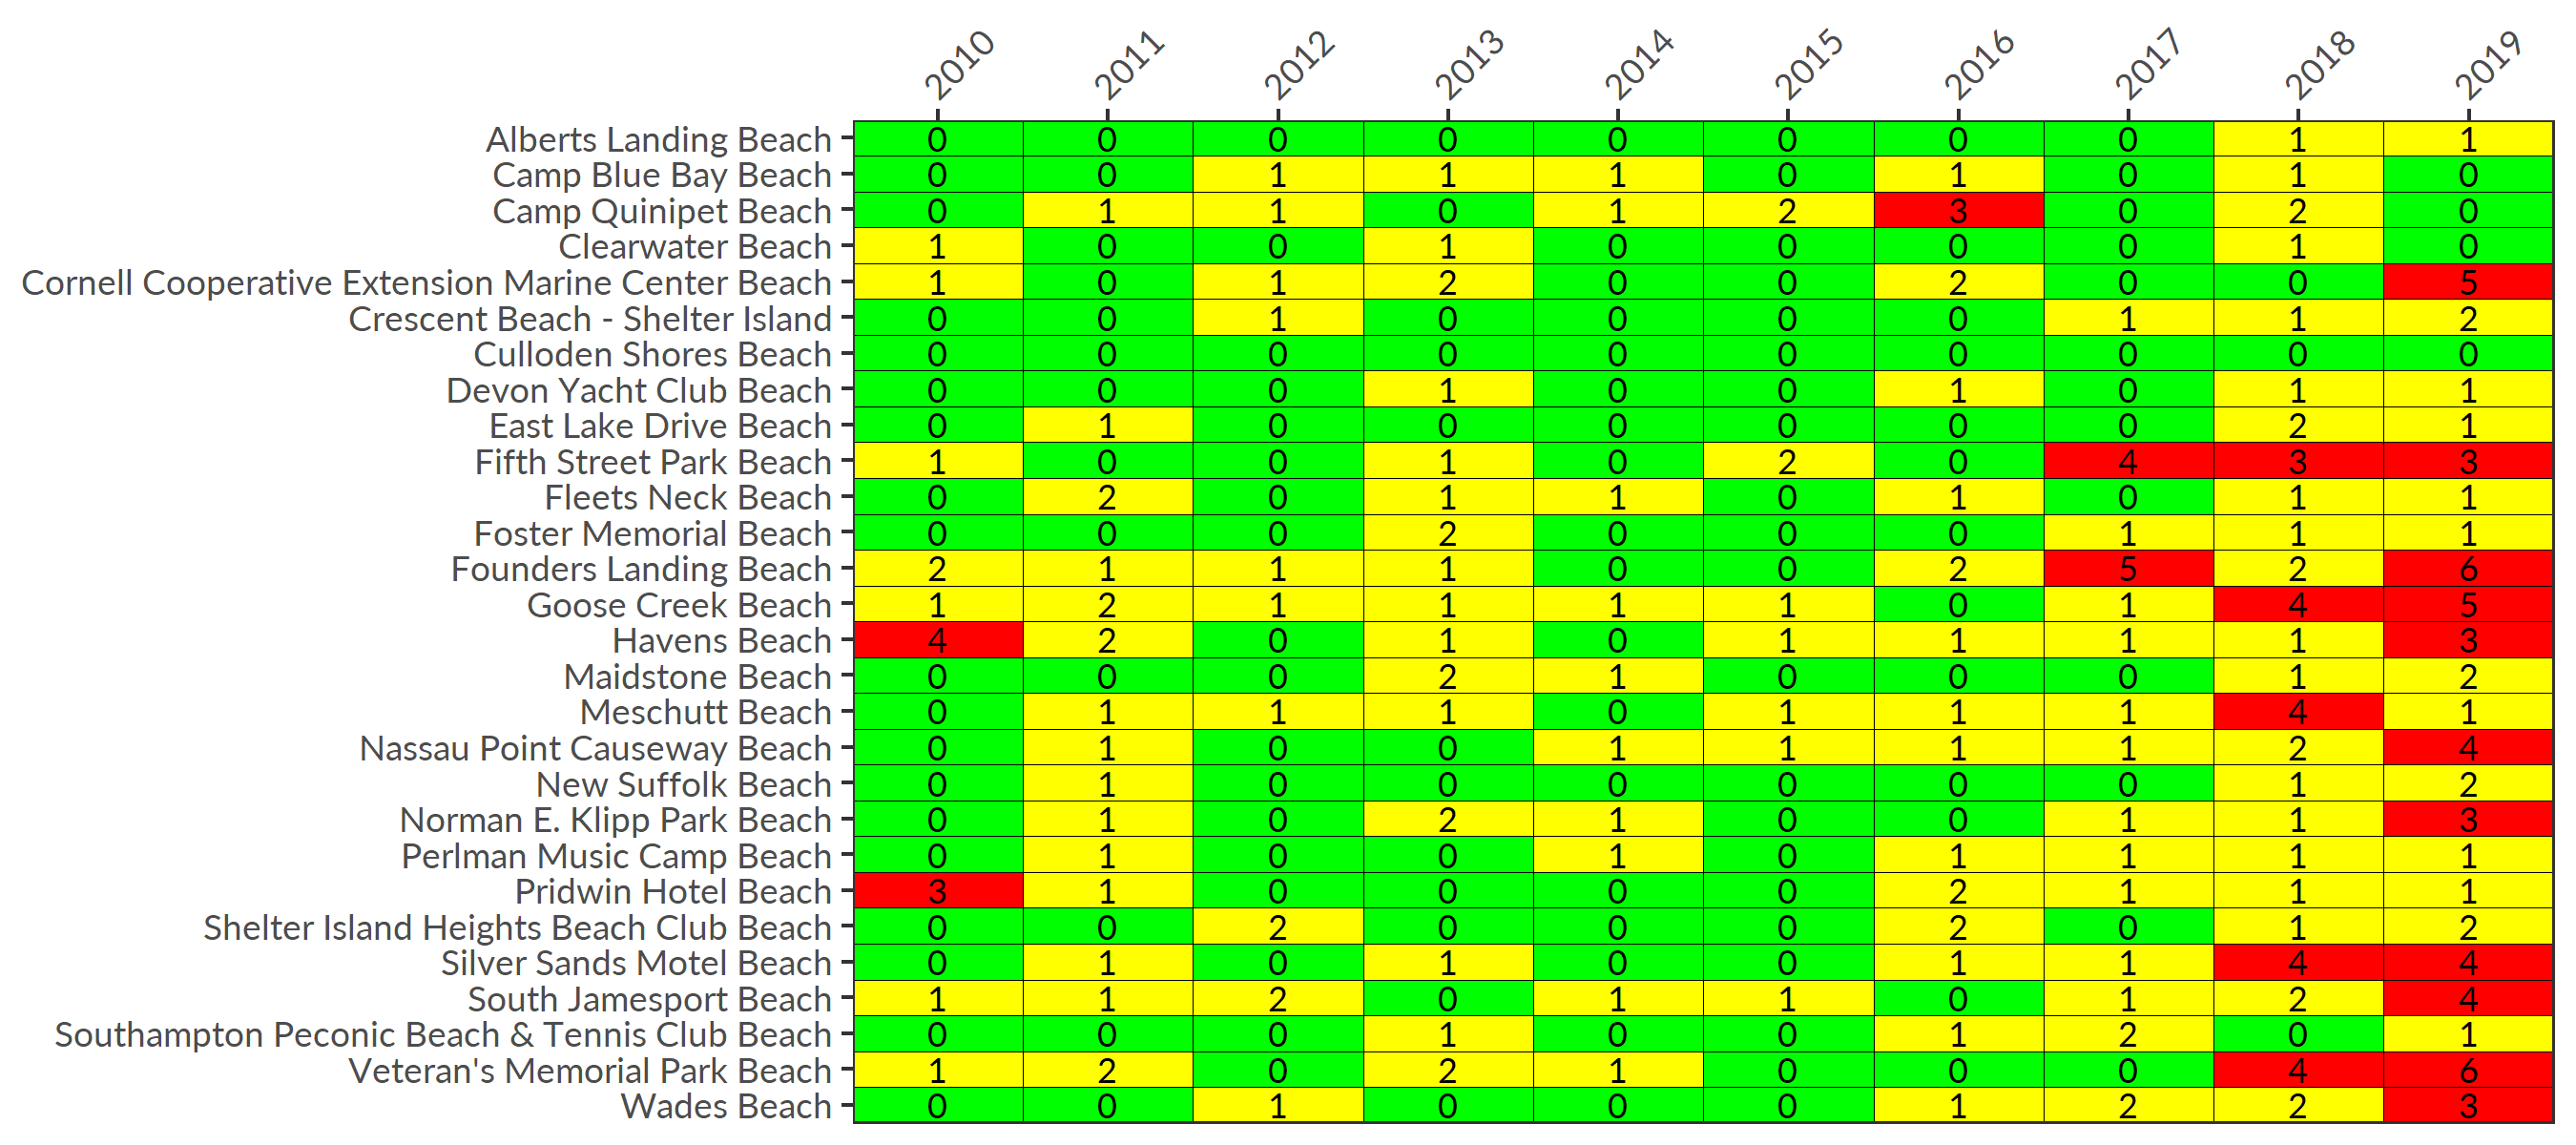 2010 2011 2012 2013 2014 2015 2016 2017 2018 2019
Alberts Landing Beach 0 0 0 0 0 0 0 0 1 1
Camp Blue Bay Beach 0 0 1 1 1 0 1 0 1 0
Camp Quinipet Beach 0 1 1 0 1 2 3 0 2 0
Clearwater Beach 1 0 0 1 0 0 0 0 1 0
Cornell Cooperative Extension Marine Center Beach 1 0 1 2 0 0 2 0 0 5
Crescent Beach - Shelter Island 0 0 1 0 0 0 0 1 1 2
Culloden Shores Beach 0 0 0 0 0 0 0 0 0 0
Devon Yacht Club Beach 0 0 0 1 0 0 1 0 1 1
East Lake Drive Beach 0 1 0 0 0 0 0 0 2 1
Fifth Street Park Beach 1 0 0 1 0 2 0 4 3 3
Fleets Neck Beach 0 2 0 1 1 0 1 0 1 1
Foster Memorial Beach 0 0 0 2 0 0 0 1 1 1
Founders Landing Beach 2 1 1 1 0 0 2 5 2 6
Goose Creek Beach 1 2 1 1 1 1 0 1 4 5
Havens Beach 4 2 0 1 0 1 1 1 1 3
Maidstone Beach 0 0 0 2 1 0 0 0 1 2
Meschutt Beach 0 1 1 1 0 1 1 1 4 1
Nassau Point Causeway Beach 0 1 0 0 1 1 1 1 2 4
New Suffolk Beach 0 1 0 0 0 0 0 0 1 2
Norman E. Klipp Park Beach 0 1 0 2 1 0 0 1 1 3
Perlman Music Camp Beach 0 1 0 0 1 0 1 1 1 1
Pridwin Hotel Beach 3 1 0 0 0 0 2 1 1 1
Shelter Island Heights Beach Club Beach 0 0 2 0 0 0 2 0 1 2
Silver Sands Motel Beach 0 1 0 1 0 0 1 1 4 4
South Jamesport Beach 1 1 2 0 1 1 0 1 2 4
Southampton Peconic Beach & Tennis Club Beach 0 0 0 1 0 0 1 2 0 1
Veteran's Memorial Park Beach 1 2 0 2 1 0 0 0 4 6
Wades Beach 0 0 1 0 0 0 1 2 2 3